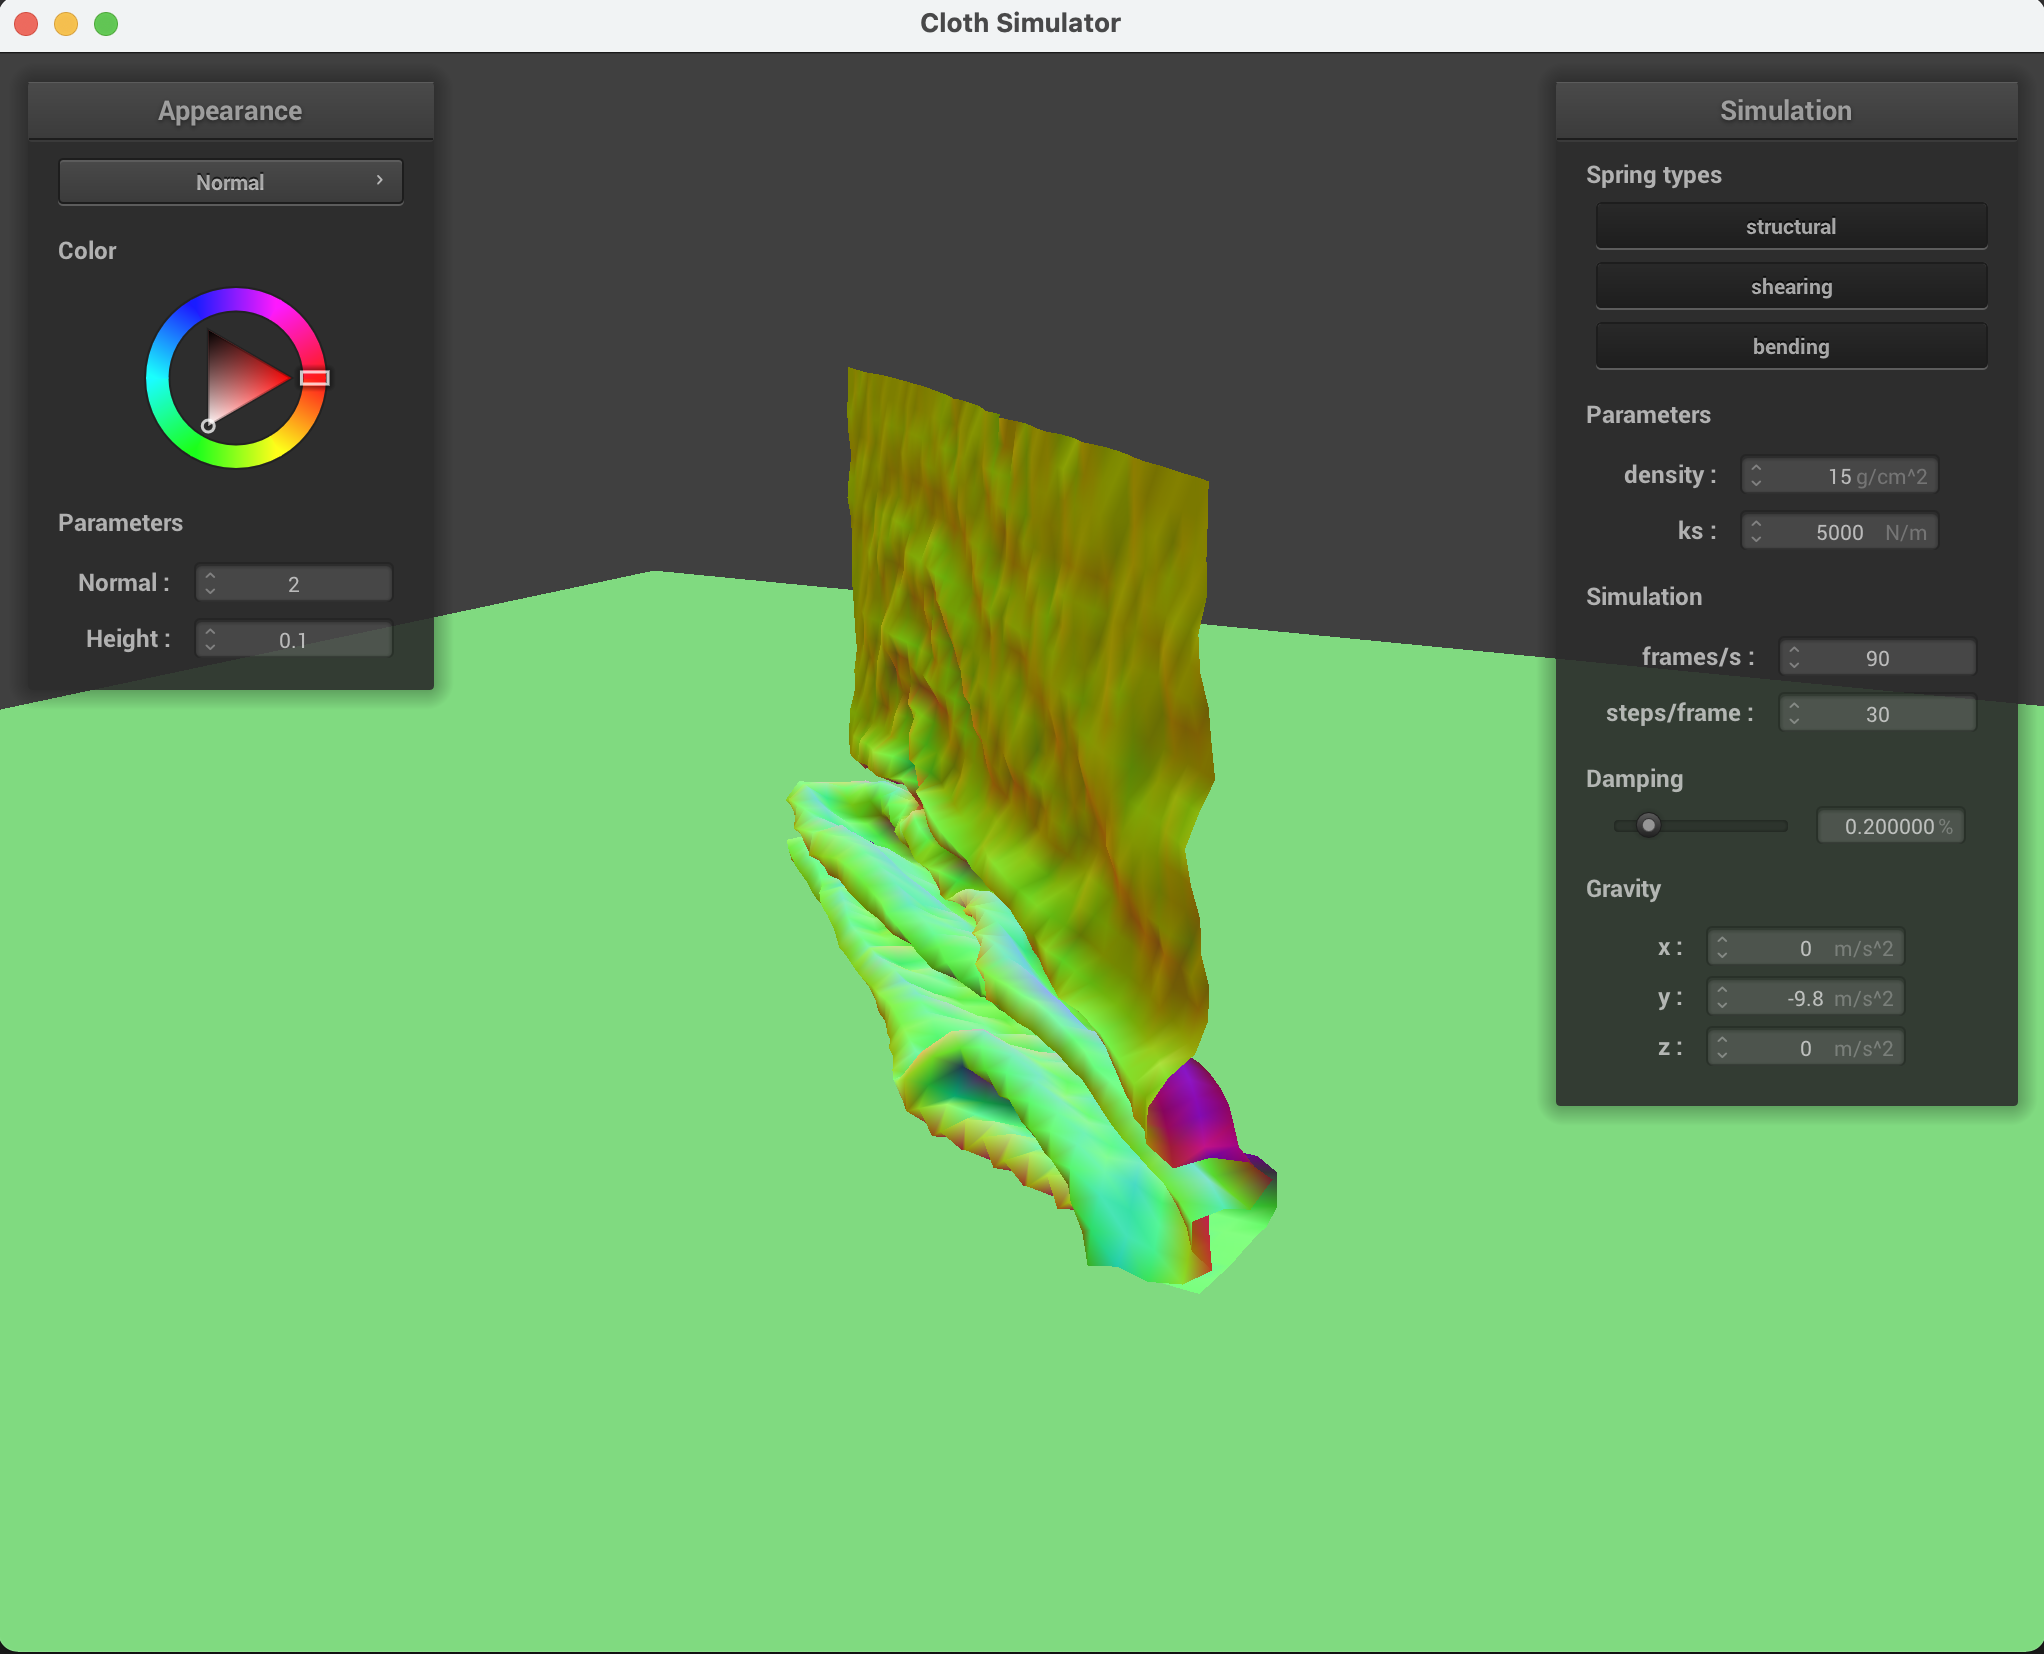 Cloth Simulator
Appearance
Normal
Color
Parameters
Normal : 2
Height : 0.1
Simulation
Spring types
structural
shearing
bending
Parameters
density : 15 g/cm^2
ks : 5000 N/m
Simulation
frames/s : 90
steps/frame : 30
Damping
0.200000 %
Gravity
x : 0 m/s^2
y : -9.8 m/s^2
z : 0 m/s^2